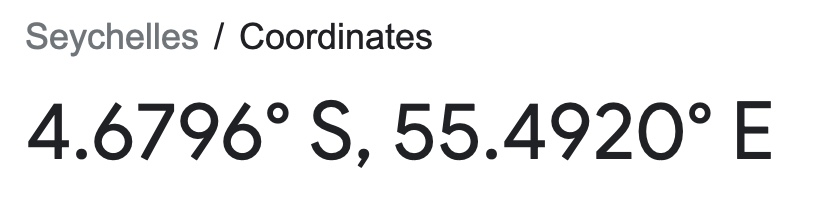 Seychelles / Coordinates
4.6796° S, 55.4920° E